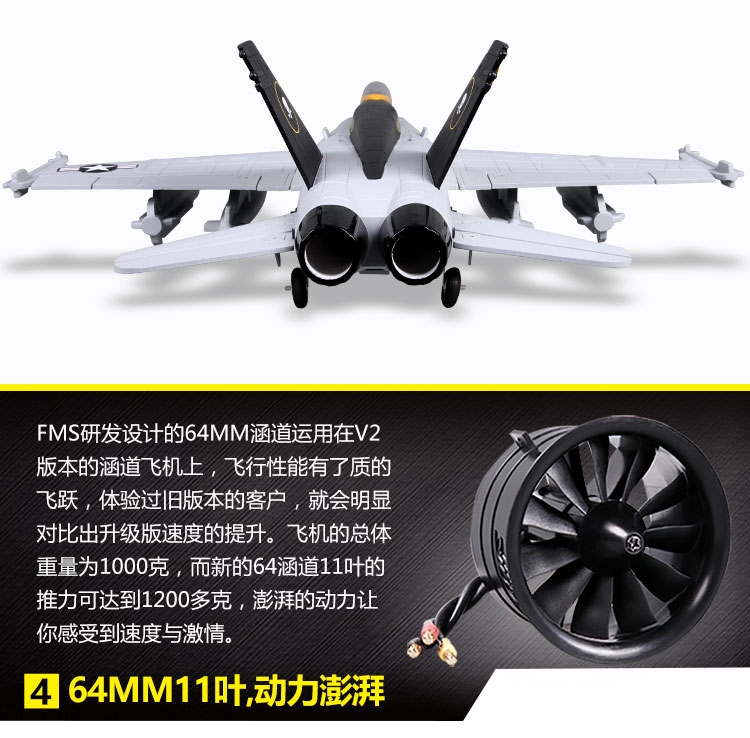 FMS研发设计的64MM涵道运用在V2
版本的涵道飞机上，飞行性能有了质的
飞跃，体验过旧版本的客户，就会明显
对比出升级版速度的提升。飞机的总体
重量为1000克，而新的64涵道11叶的
推力可达到1200多克，澎湃的动力让
你感受到速度与激情。
4 64MM11叶,动力澎湃